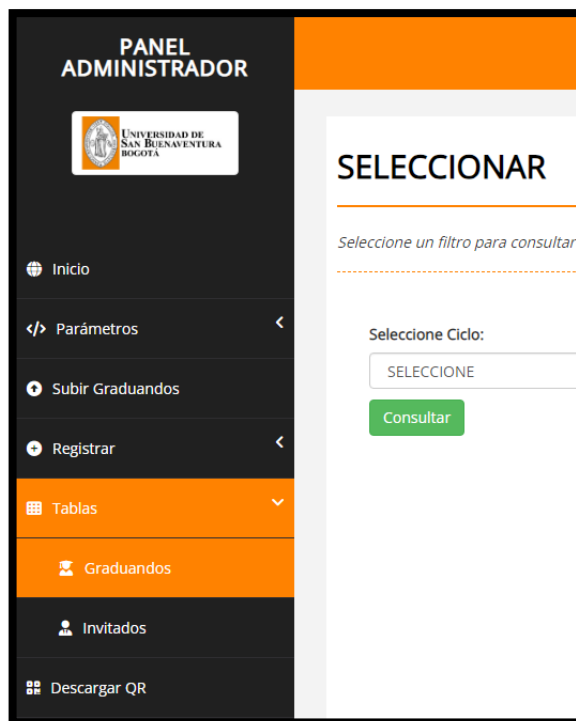 PANEL
ADMINISTRADOR
UNIVERSIDAD DE
SAN BUENAVENTURA
BOGOTÁ
Inicio
</> Parámetros
Subir Graduandos
Registrar
Tablas
Graduandos
Invitados
Descargar QR
SELECCIONAR
Seleccione un filtro para consultar
Seleccione Ciclo:
SELECCIONE
Consultar